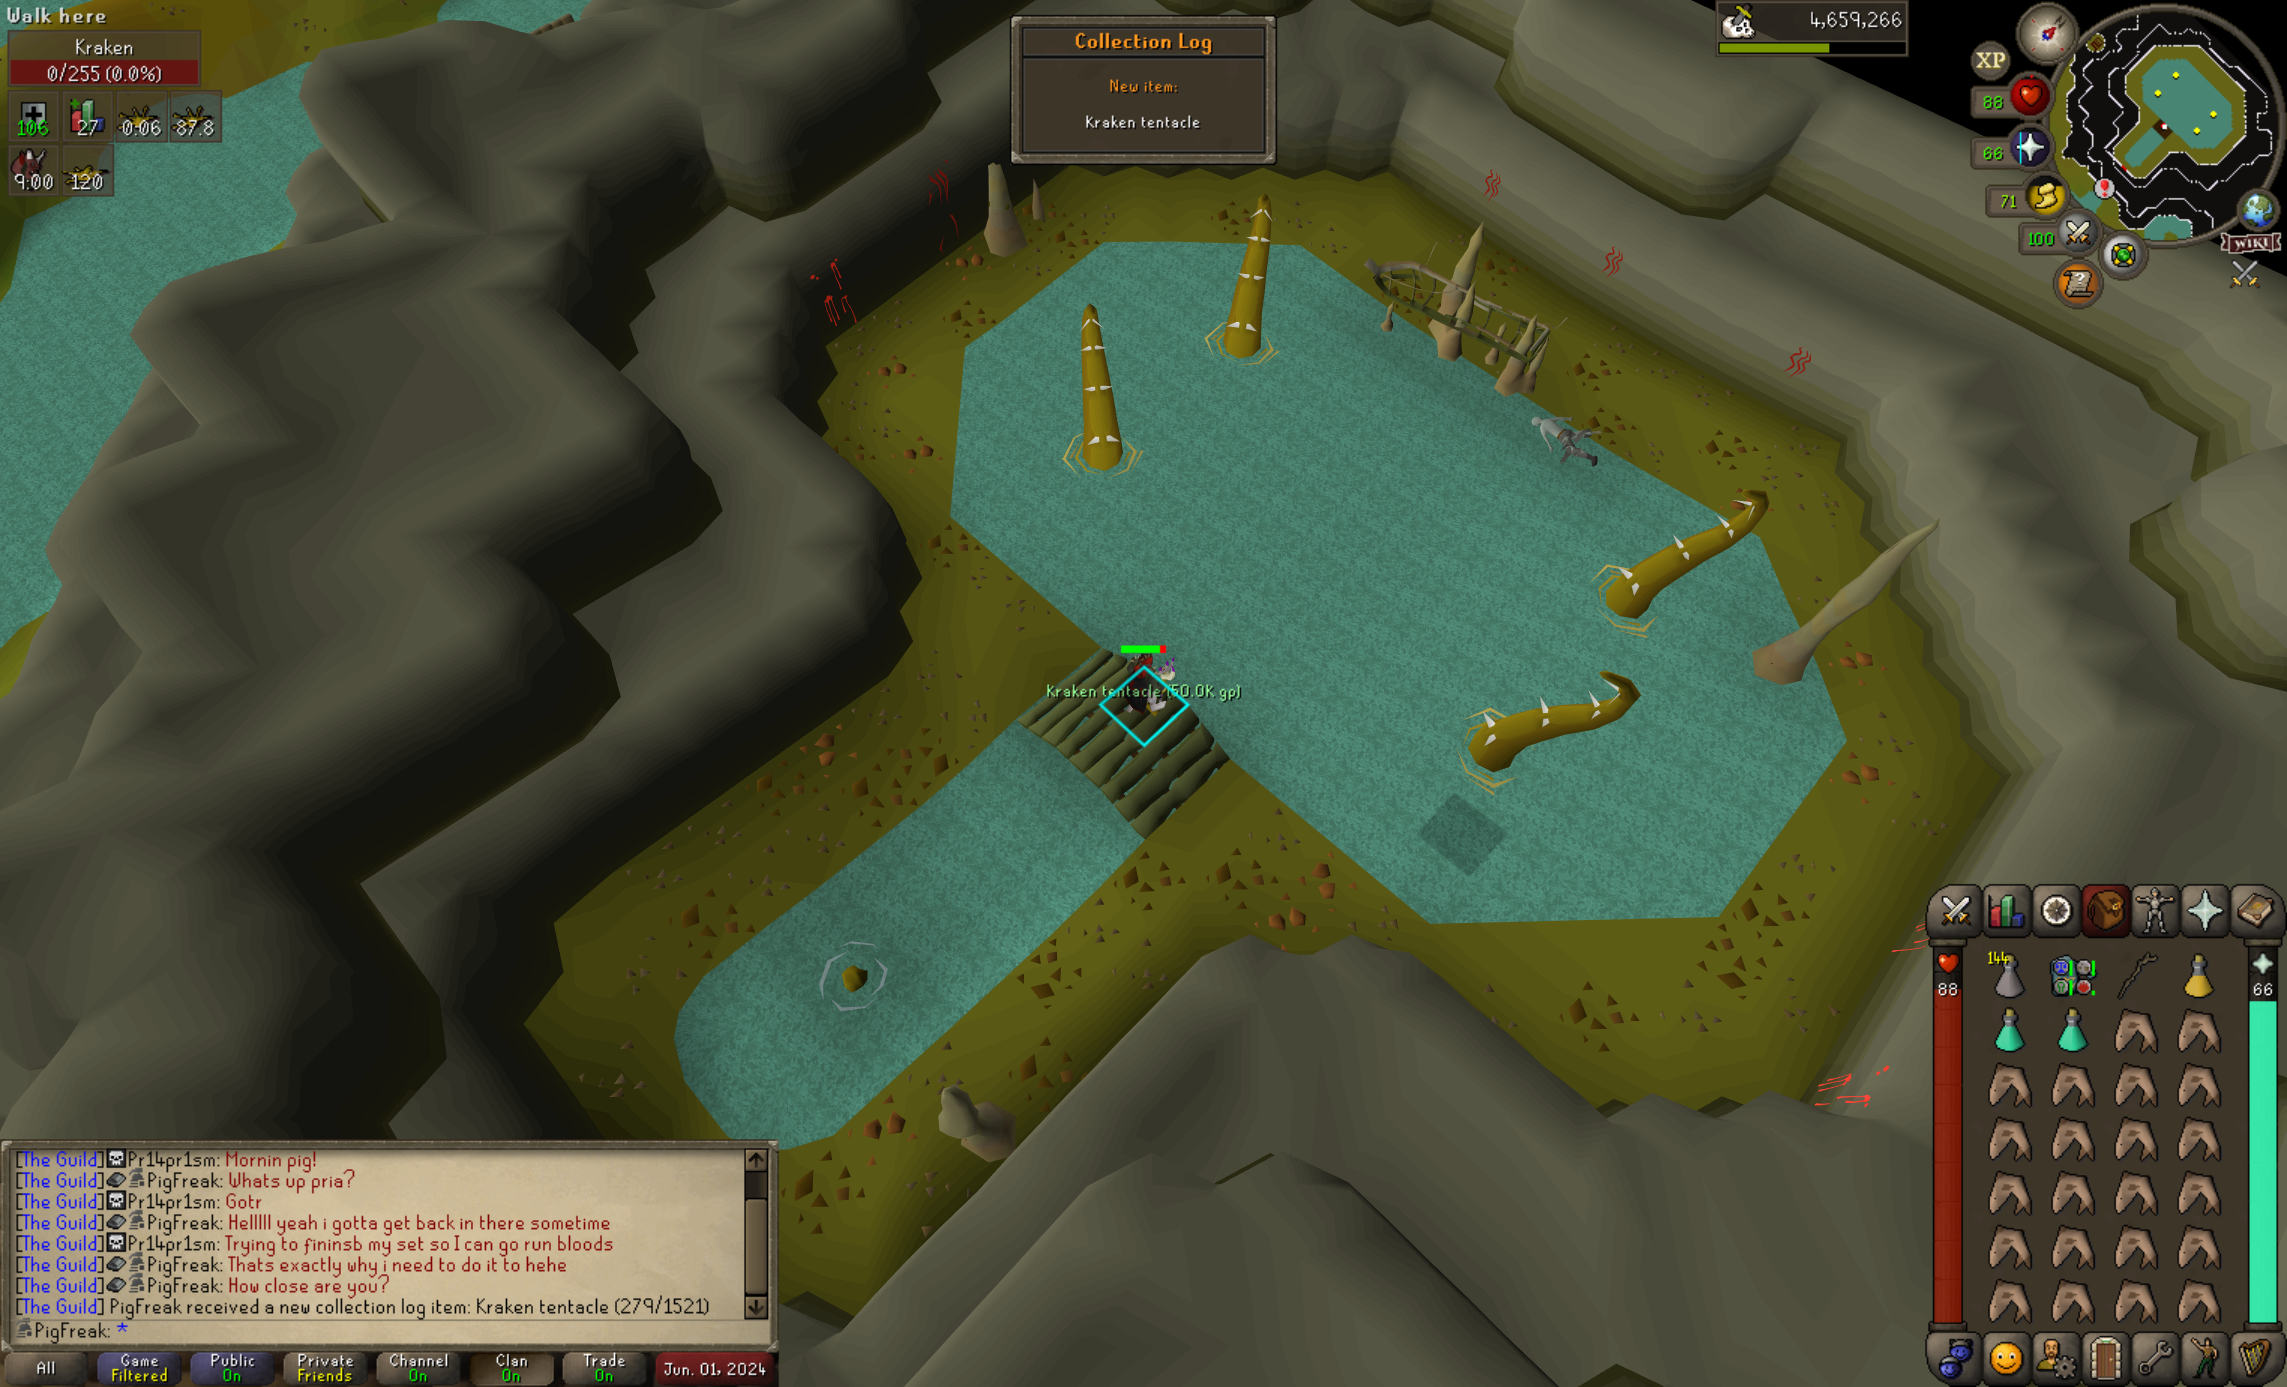 Walk here
Kraken
0/255 (0.0%)
106
27
0:06
87.8
9:00
120
Collection Log
New item:
Kraken tentacle
4,659,266
XP
88
66
71
100
WIKI
Kraken tentacle (50.0K gp)
144
88
66
[The Guild] Pr14pr1sm: Mornin pig!
[The Guild] PigFreak: Whats up pria?
[The Guild] Pr14pr1sm: Gotr
[The Guild] PigFreak: Helllll yeah i gotta get back in there sometime
[The Guild] Pr14pr1sm: Trying to fininsb my set so I can go run bloods
[The Guild] PigFreak: Thats exactly why i need to do it to hehe
[The Guild] PigFreak: How close are you?
[The Guild] PigFreak received a new collection log item: Kraken tentacle (279/1521)
PigFreak: *
All
Game
Filtered
Public
On
Private
Friends
Channel
On
Clan
On
Trade
On
Jun. 01, 2024